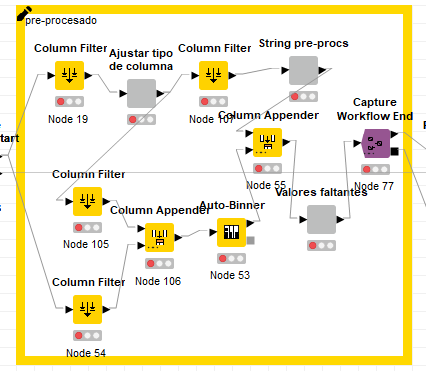 pre-procesado
Column Filter
Node 19
Ajustar tipo
de columna
Column Filter
Node 107
String pre-procs
start
Column Appender
Node 55
Capture
Workflow End
Node 77
Column Filter
Node 105
Column Appender
Node 106
Auto-Binner
Node 53
Valores faltantes
Column Filter
Node 54